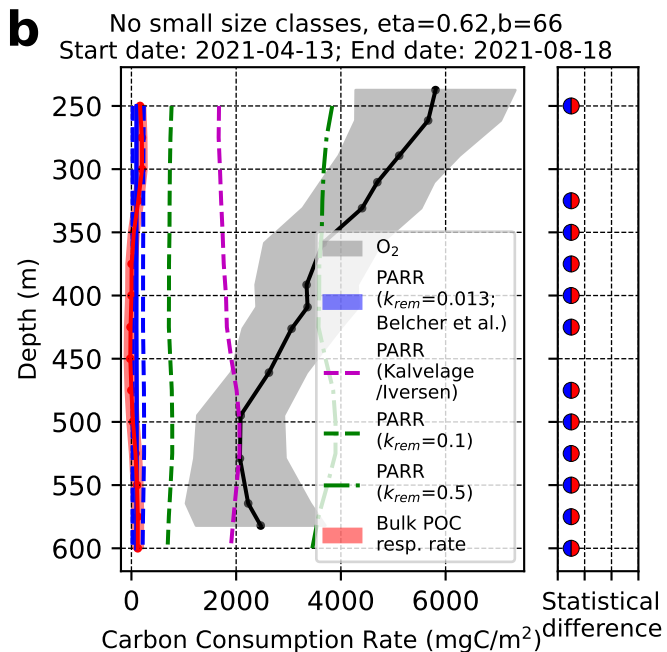 b
No small size classes, eta=0.62,b=66
Start date: 2021-04-13; End date: 2021-08-18
250
300
350
400
450
500
550
600
Depth (m)
O₂
PARR
(k_rem=0.013;
Belcher et al.)
PARR
(Kalvelage
/Iversen)
PARR
(k_rem=0.1)
PARR
(k_rem=0.5)
Bulk POC
resp. rate
0 2000 4000 6000
Carbon Consumption Rate (mgC/m²)
Statistical
difference